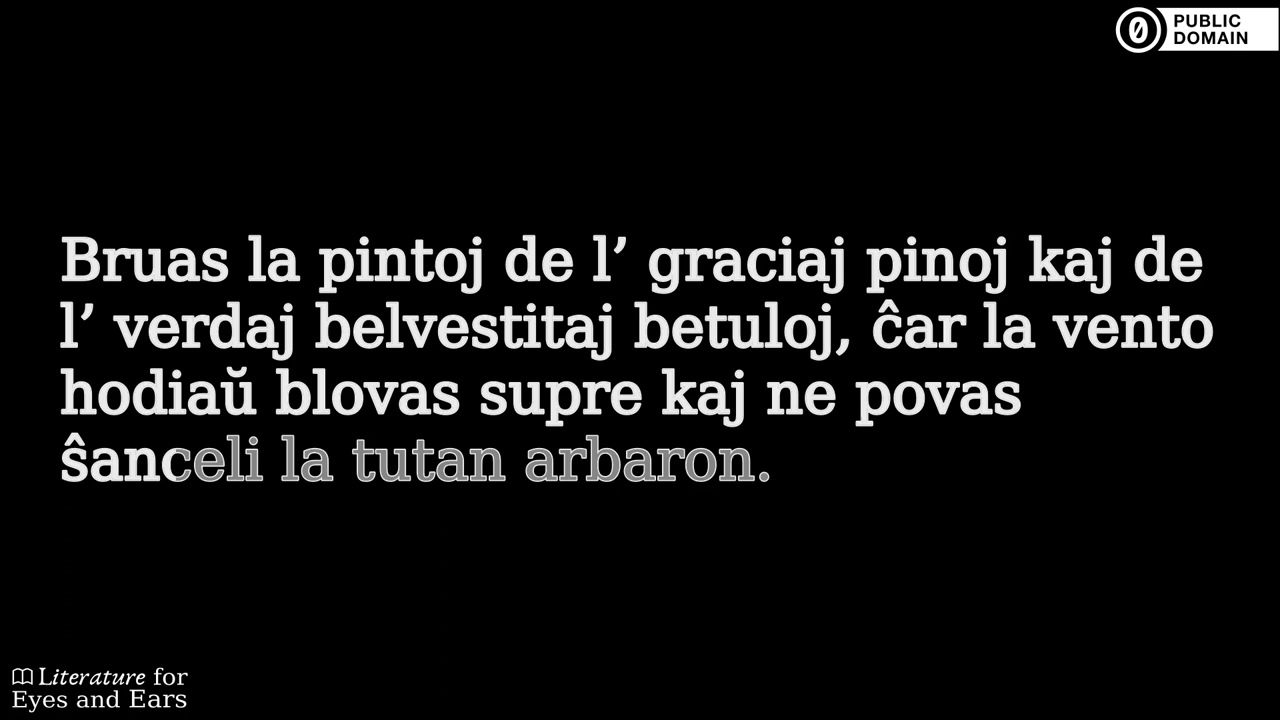 PUBLIC
DOMAIN
Bruas la pintoj de l’ graciaj pinoj kaj de
l’ verdaj belvestitaj betuloj, ĉar la vento
hodiaŭ blovas supre kaj ne povas
ŝanceli la tutan arbaron.
Literature for
Eyes and Ears